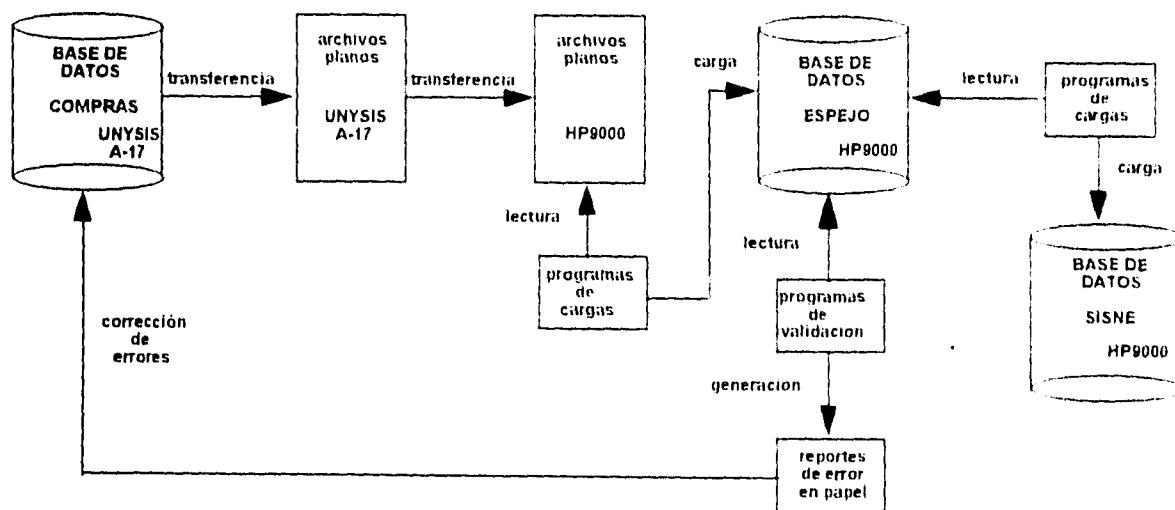 BASE DE
DATOS
COMPRAS
UNYSIS
A-17
transferencia
archivos
planos
UNYSIS
A-17
transferencia
archivos
planos
HP9000
lectura
programas
de
cargas
carga
BASE DE
DATOS
ESPEJO
HP9000
lectura
programas
de
cargas
carga
BASE DE
DATOS
SISNE
HP9000
lectura
programas
de
validacion
generacion
reportes
de error
en papel
corrección
de
errores